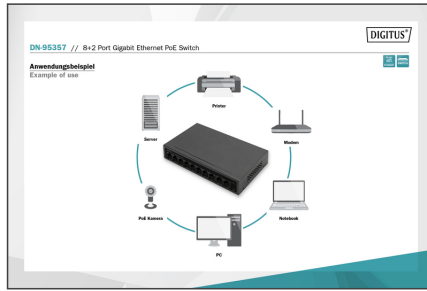 DIGITUS®
DN-95357 // 8+2 Port Gigabit Ethernet PoE Switch
Anwendungsbeispiel
Example of use
Printer
Server
Modem
PoE Kamera
Notebook
PC